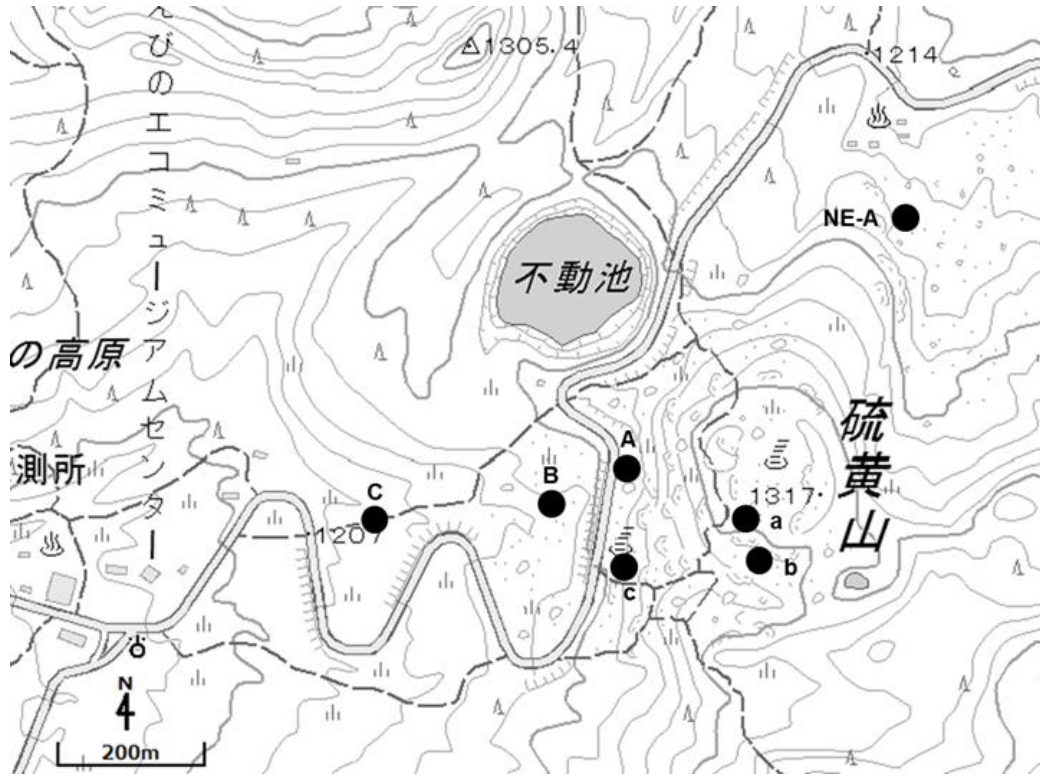 えびのエコミュージアムセンター
1305.4
1214
NE-A
不動池
の高原
硫黄山
測所
A
B
C
1317
a
1207
b
c
N
200m